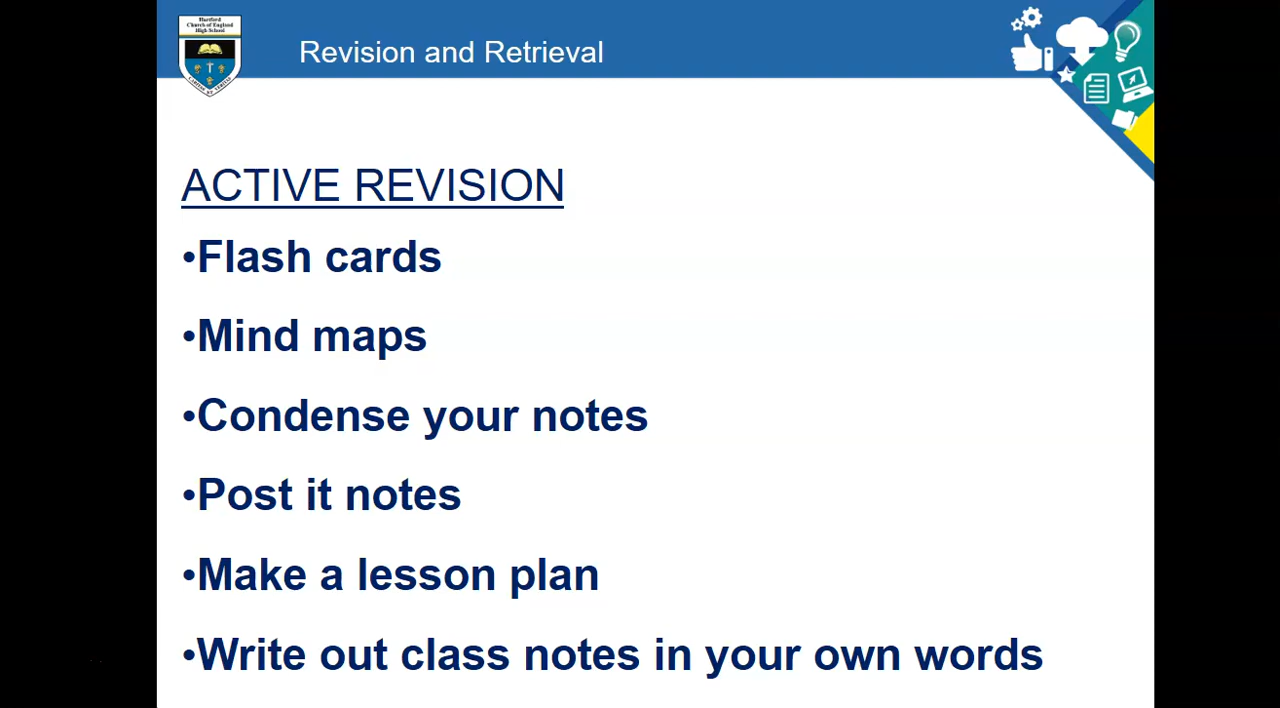 Hartford
Church of England
High School
Revision and Retrieval
ACTIVE REVISION
•Flash cards
•Mind maps
•Condense your notes
•Post it notes
•Make a lesson plan
•Write out class notes in your own words